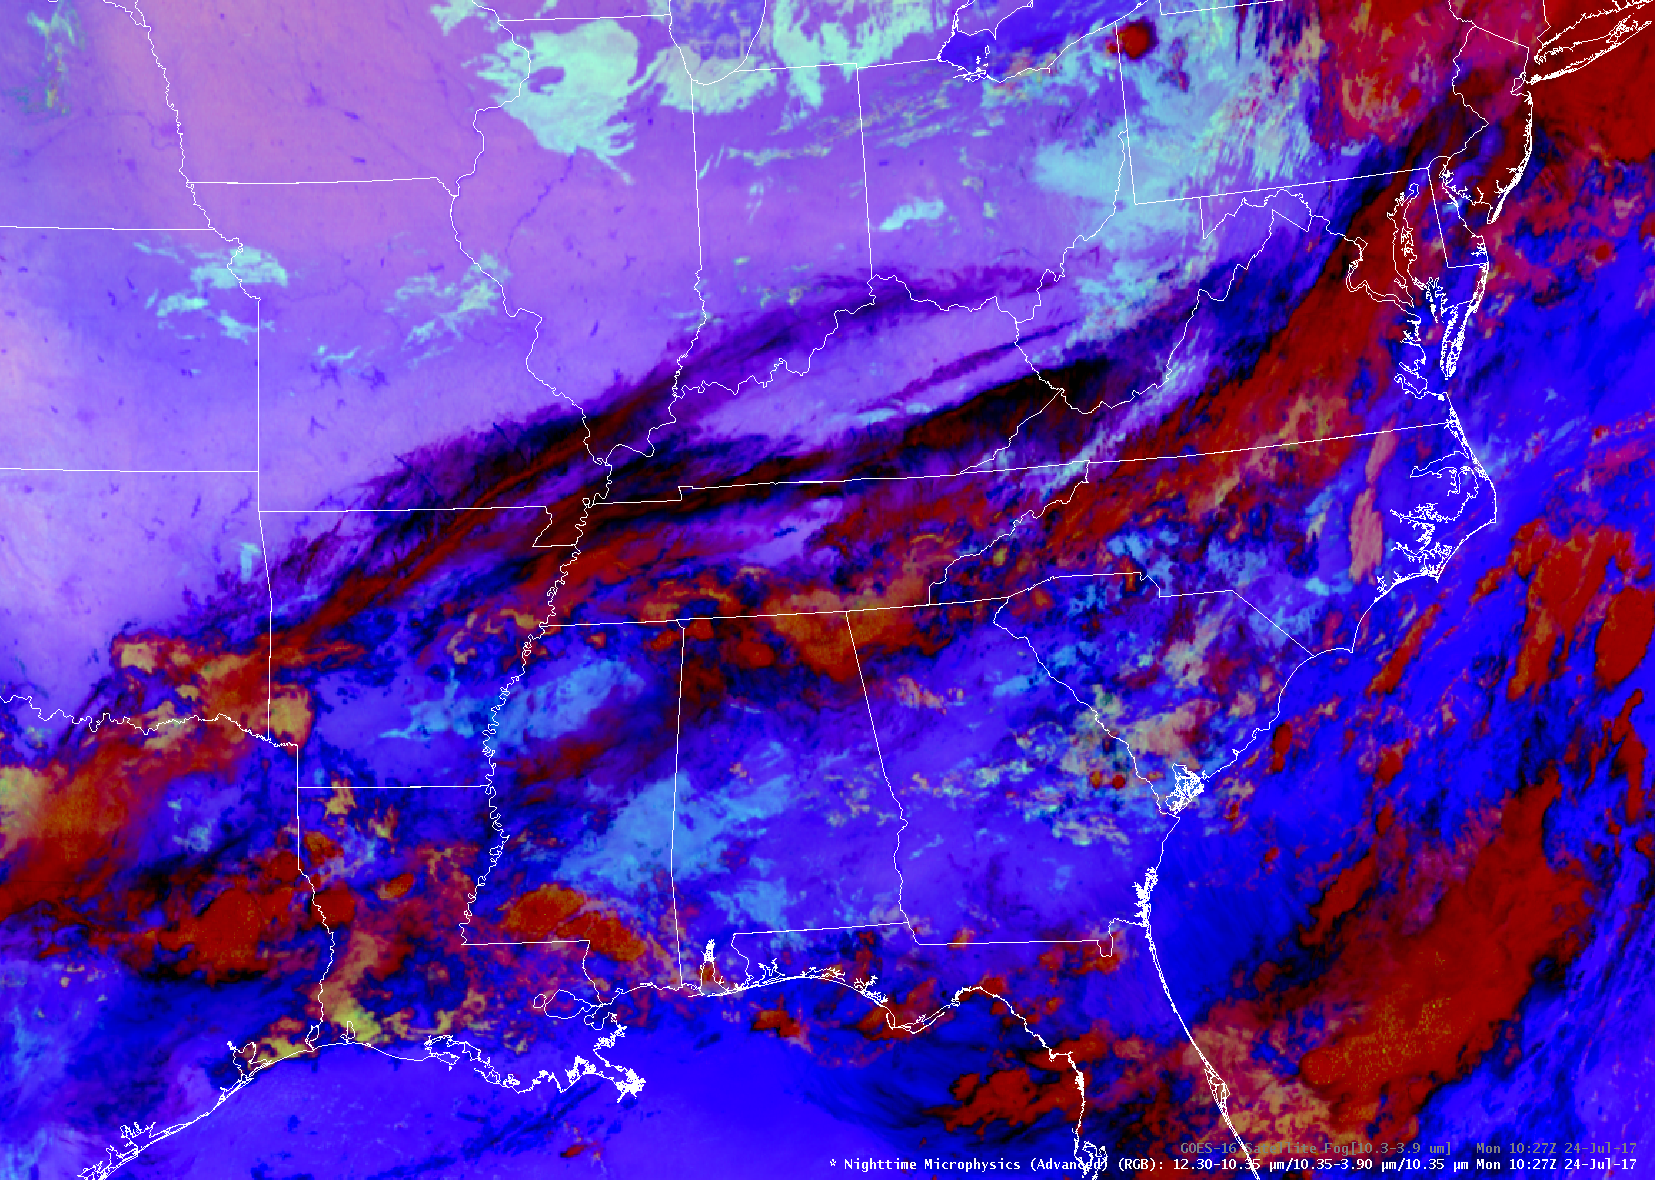 GOES-16 Satellite Fog[10.3-3.9 um] Mon 10:27Z 24-Jul-17
* Nighttime Microphysics (Advanced) (RGB): 12.30-10.35 µm/10.35-3.90 µm/10.35 µm Mon 10:27Z 24-Jul-17